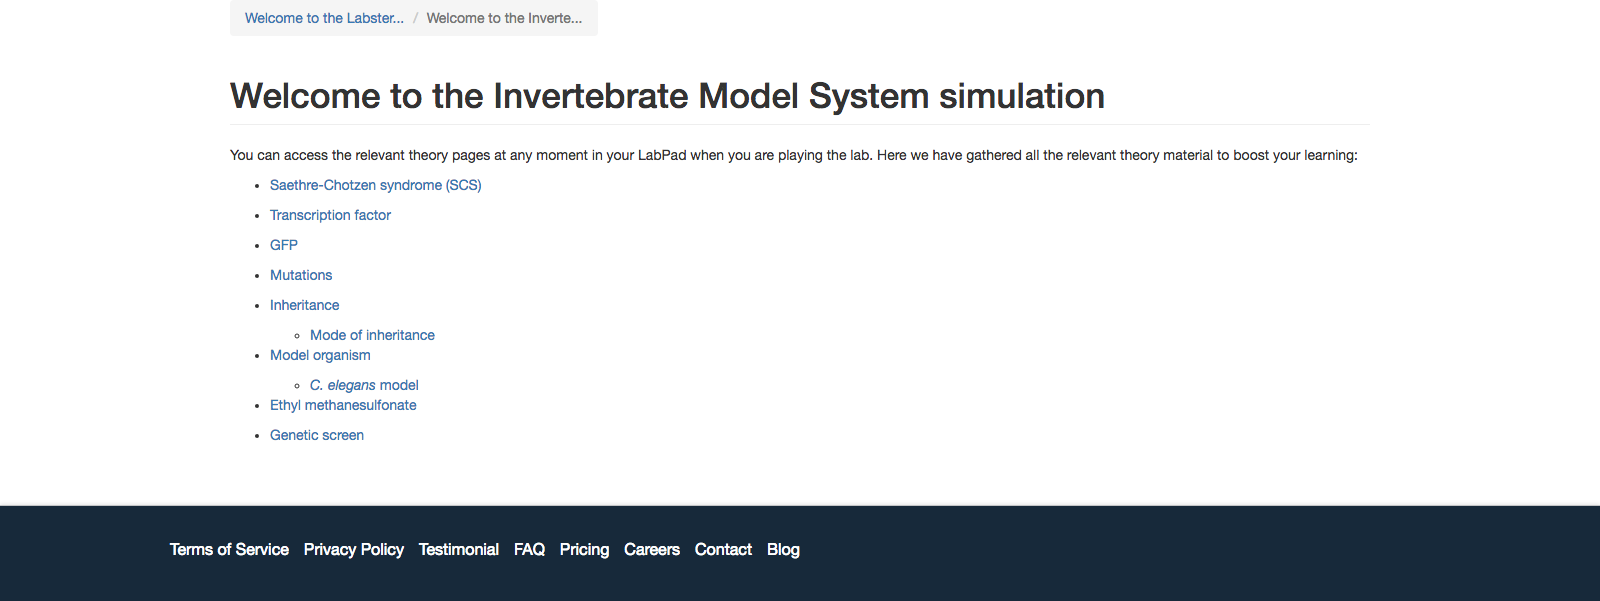 Welcome to the Labster... / Welcome to the Inverte...
Welcome to the Invertebrate Model System simulation
You can access the relevant theory pages at any moment in your LabPad when you are playing the lab. Here we have gathered all the relevant theory material to boost your learning:
Saethre-Chotzen syndrome (SCS)
Transcription factor
GFP
Mutations
Inheritance
Mode of inheritance
Model organism
C. elegans model
Ethyl methanesulfonate
Genetic screen
Terms of Service Privacy Policy Testimonial FAQ Pricing Careers Contact Blog